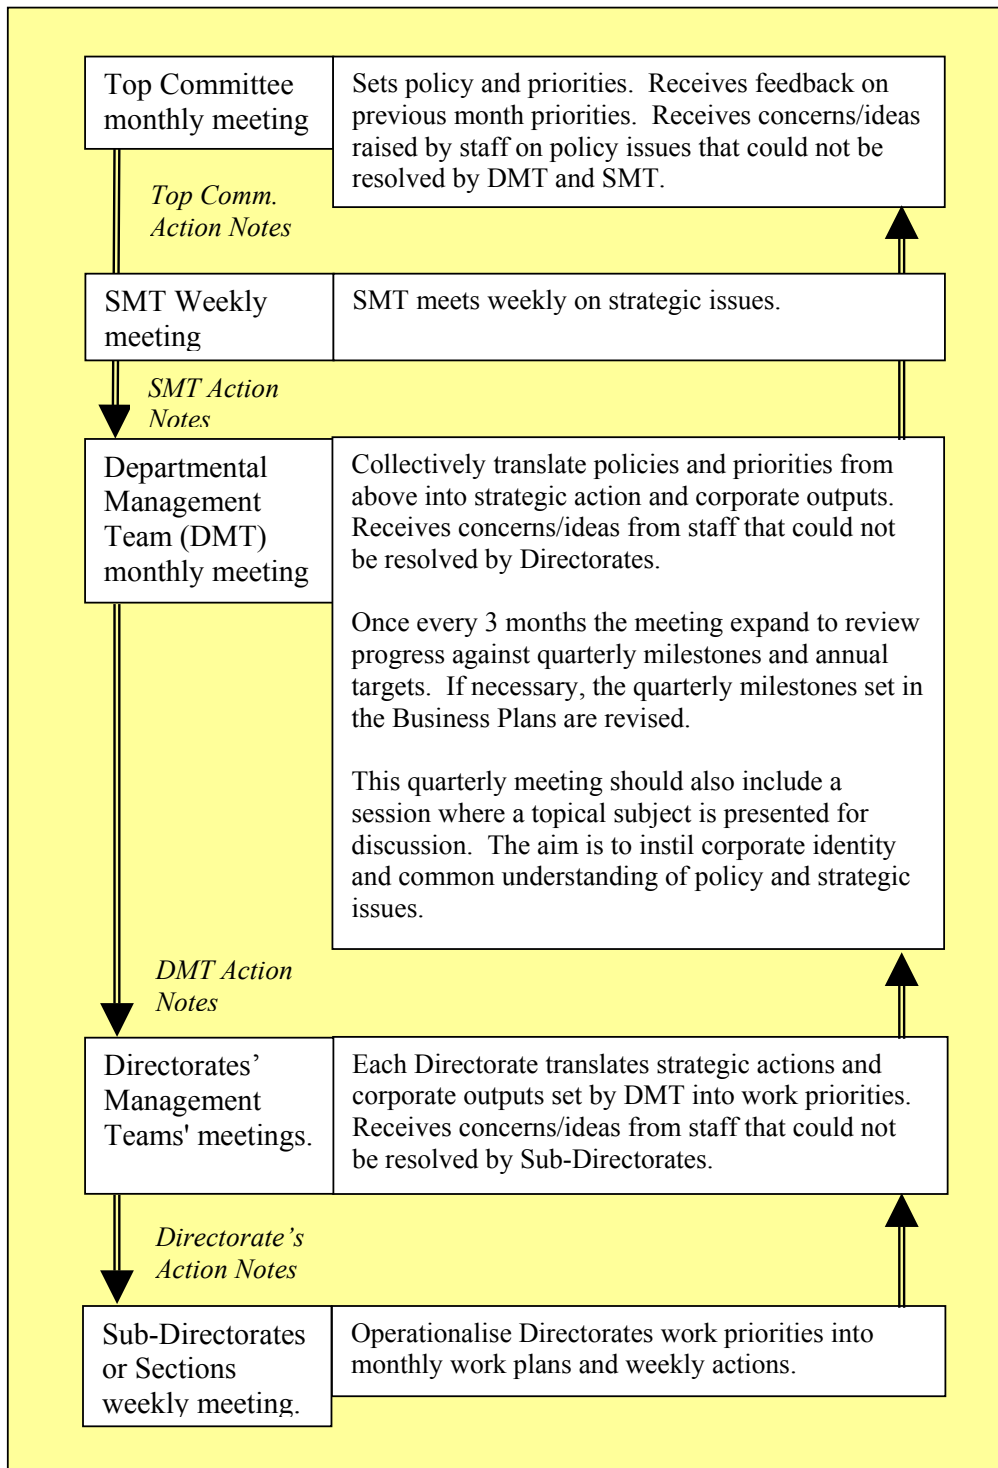 Top Committee
monthly meeting
Sets policy and priorities.  Receives feedback on
previous month priorities.  Receives concerns/ideas
raised by staff on policy issues that could not be
resolved by DMT and SMT.
Top Comm.
Action Notes
SMT Weekly
meeting
SMT meets weekly on strategic issues.
SMT Action
Notes
Departmental
Management
Team (DMT)
monthly meeting
Collectively translate policies and priorities from
above into strategic action and corporate outputs.
Receives concerns/ideas from staff that could not
be resolved by Directorates.
Once every 3 months the meeting expand to review
progress against quarterly milestones and annual
targets.  If necessary, the quarterly milestones set in
the Business Plans are revised.
This quarterly meeting should also include a
session where a topical subject is presented for
discussion.  The aim is to instil corporate identity
and common understanding of policy and strategic
issues.
DMT Action
Notes
Directorates’
Management
Teams' meetings.
Each Directorate translates strategic actions and
corporate outputs set by DMT into work priorities.
Receives concerns/ideas from staff that could not
be resolved by Sub-Directorates.
Directorate’s
Action Notes
Sub-Directorates
or Sections
weekly meeting.
Operationalise Directorates work priorities into
monthly work plans and weekly actions.